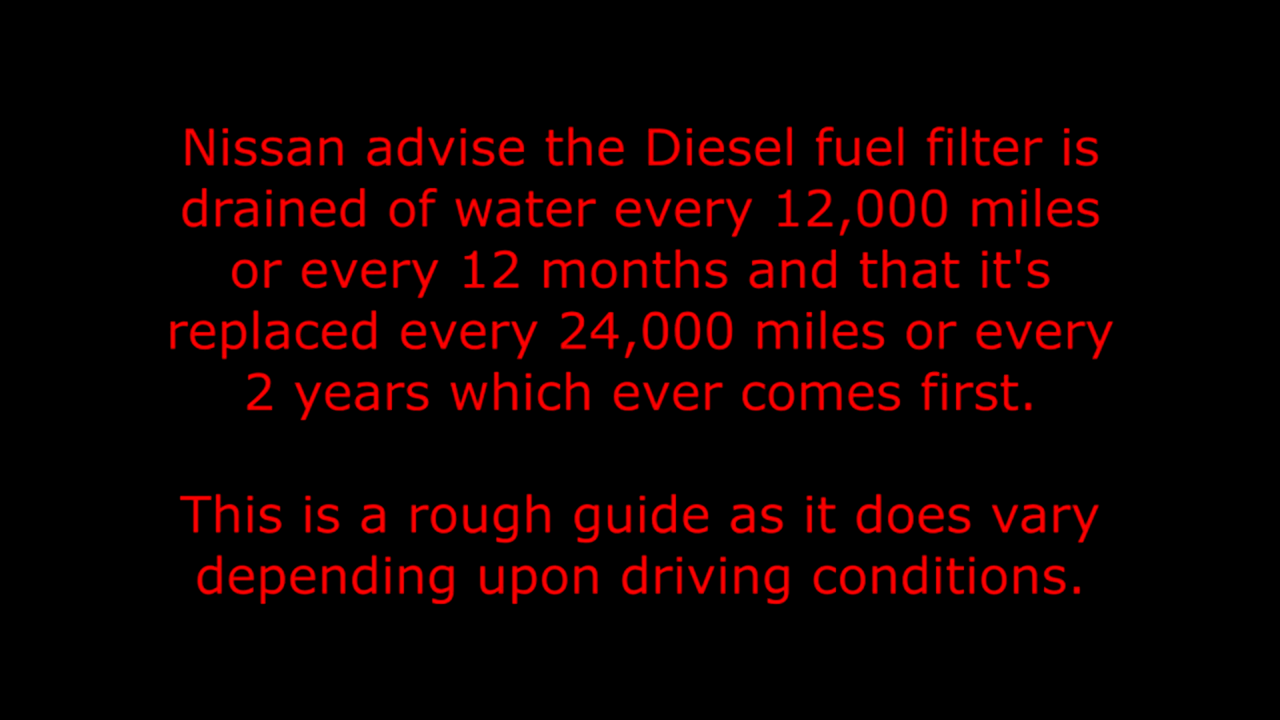 Nissan advise the Diesel fuel filter is
drained of water every 12,000 miles
or every 12 months and that it's
replaced every 24,000 miles or every
2 years which ever comes first.
This is a rough guide as it does vary
depending upon driving conditions.